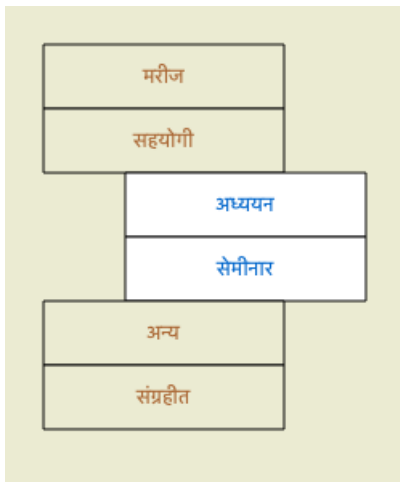 मरीज
सहयोगी
अध्ययन
सेमीनार
अन्य
संग्रहीत